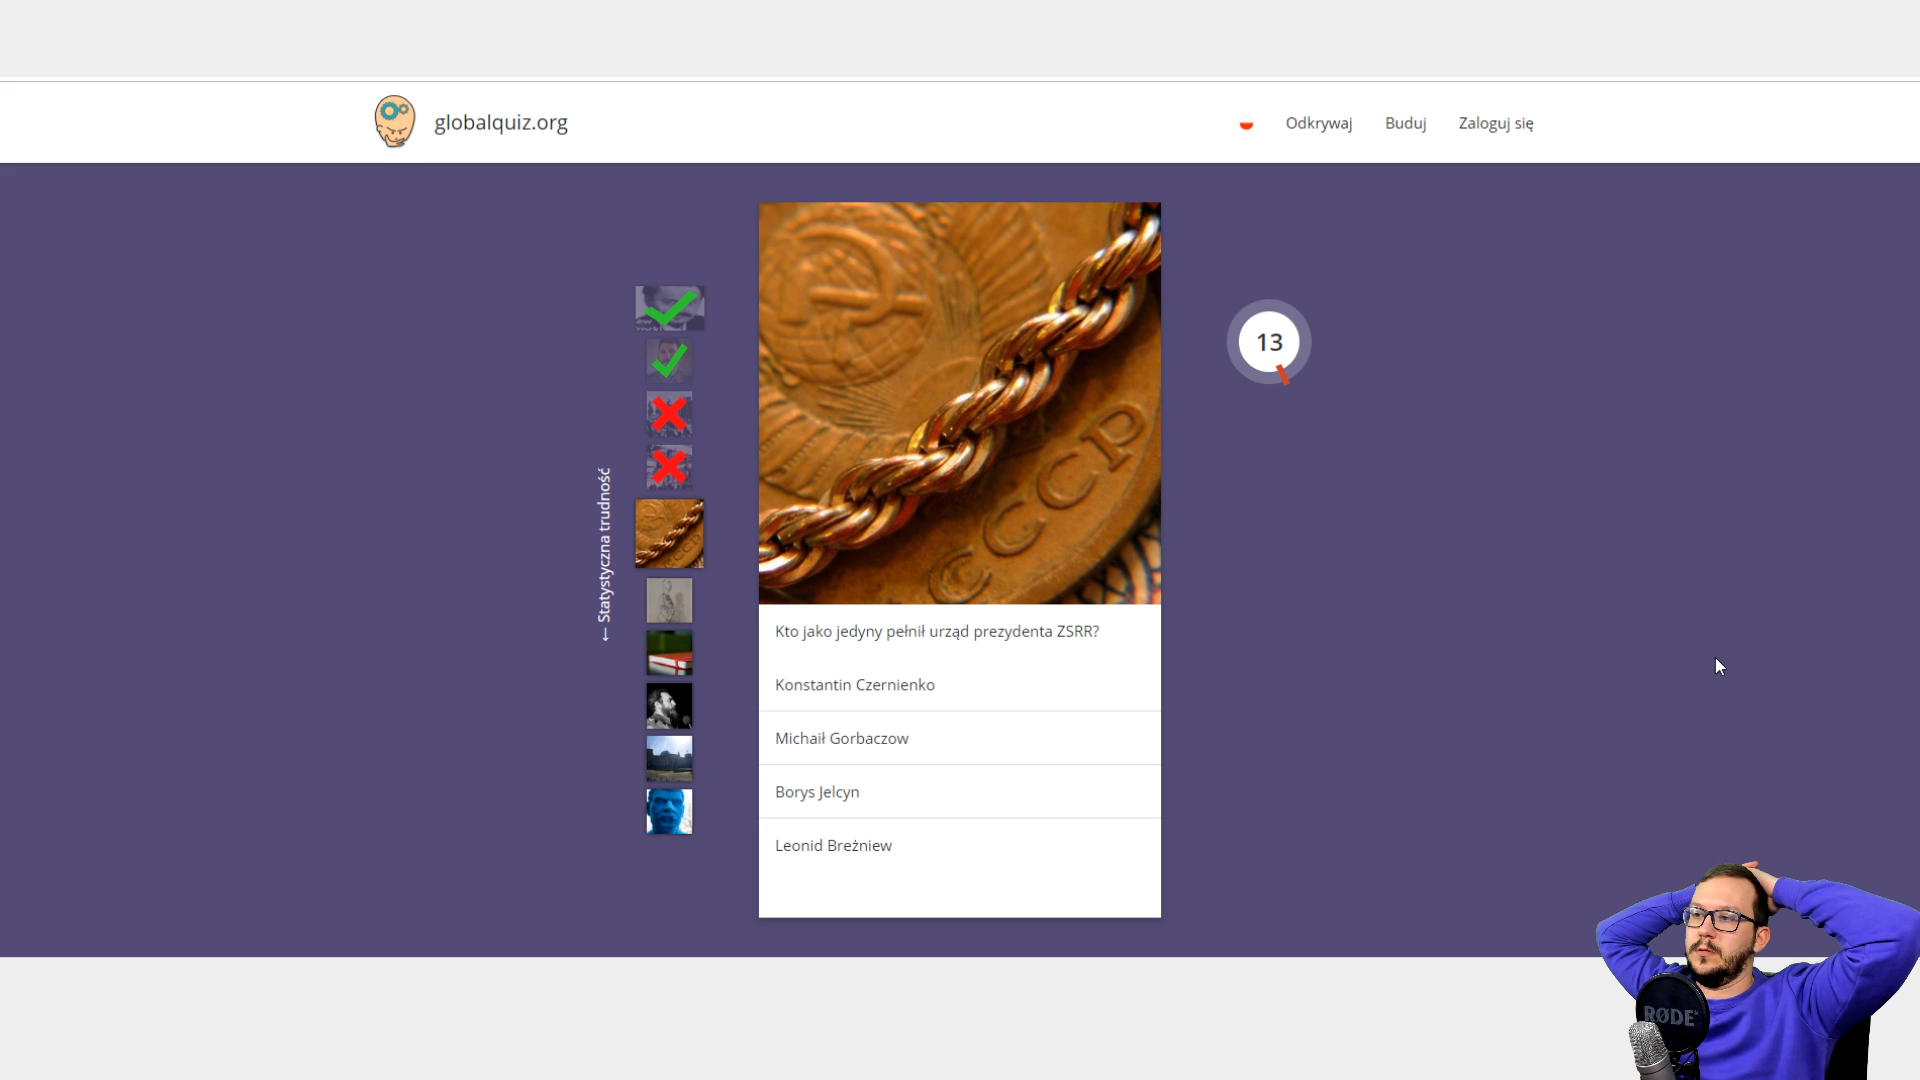 globalquiz.org
Odkrywaj
Buduj
Zaloguj się
← Statystyczna trudność
13
CCCP
Kto jako jedyny pełnił urząd prezydenta ZSRR?
Konstantin Czernienko
Michaił Gorbaczow
Borys Jelcyn
Leonid Breżniew
RØDE